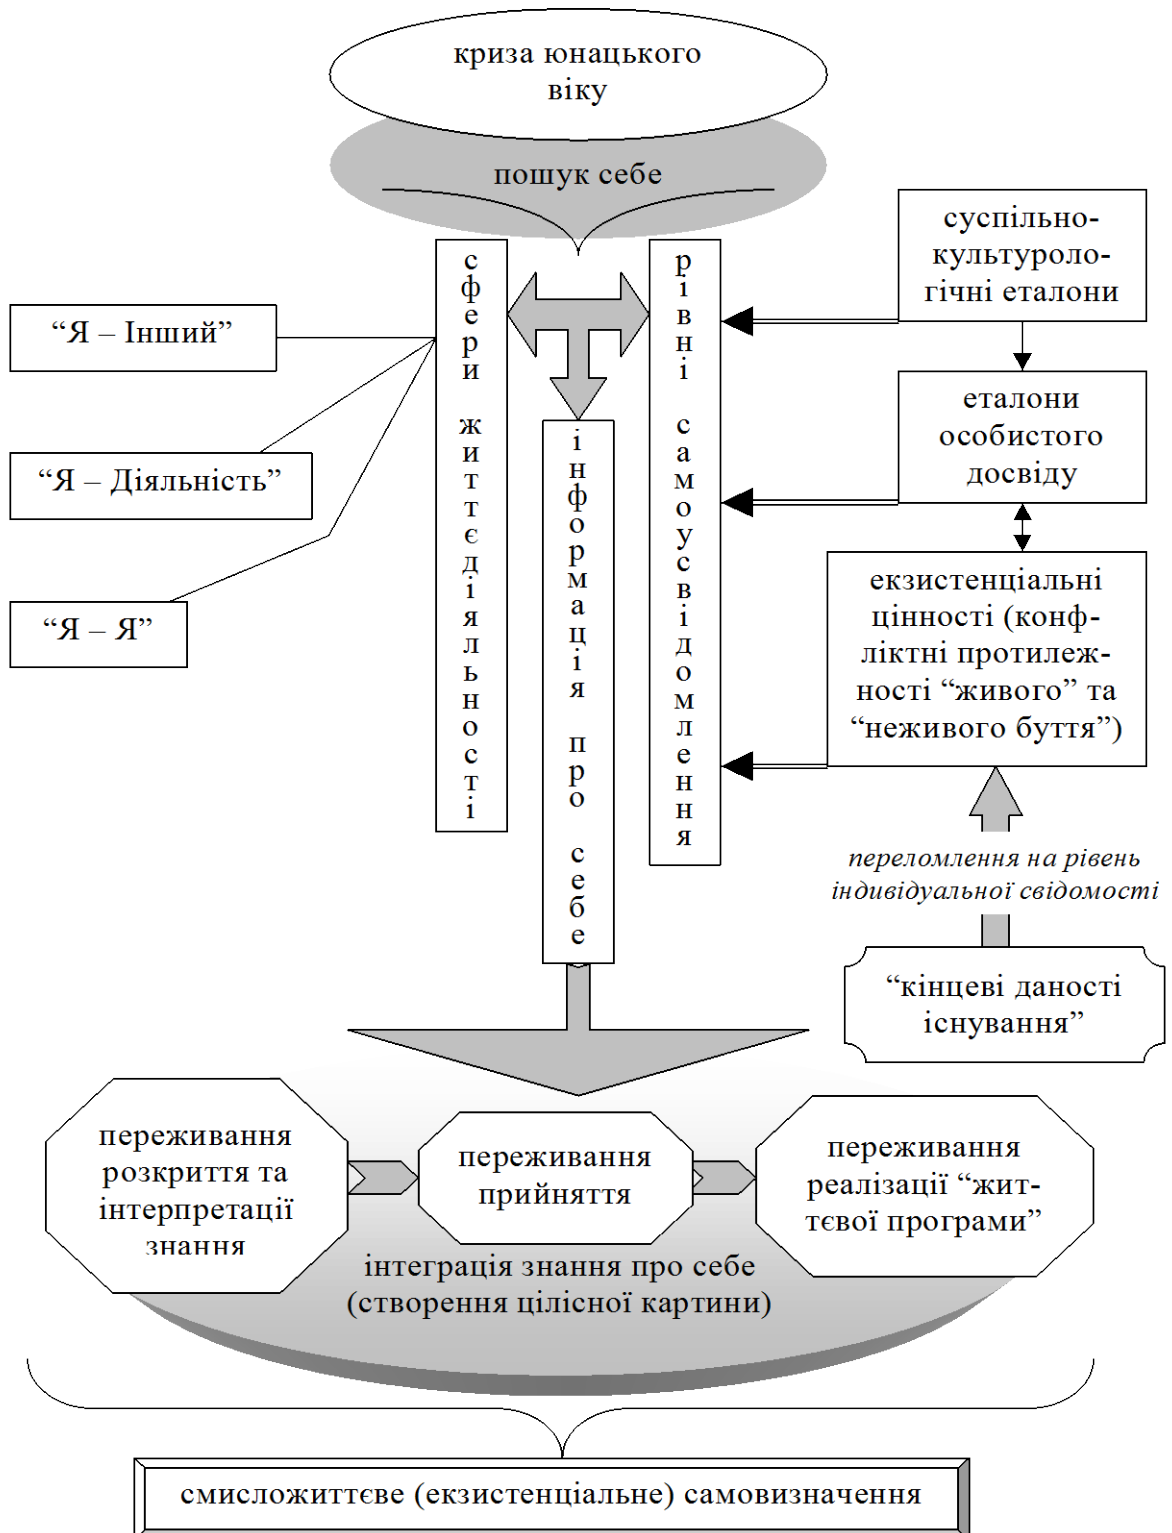 криза юнацького
віку
пошук себе
суспільно-
культуроло-
гічні еталони
сфери життєдіяльності
рівні самоусвідомлення
“Я – Інший”
еталони
особистого
досвіду
інформація про себе
“Я – Діяльність”
екзистенціальні
цінності (конф-
ліктні протилеж-
ності “живого” та
“неживого буття”)
“Я – Я”
переломлення на рівень
індивідуальної свідомості
“кінцеві даності
існування”
переживання
розкриття та
інтерпретації
знання
переживання
прийняття
переживання
реалізації “жит-
тєвої програми”
інтеграція знання про себе
(створення цілісної картини)
смисложиттєве (екзистенціальне) самовизначення